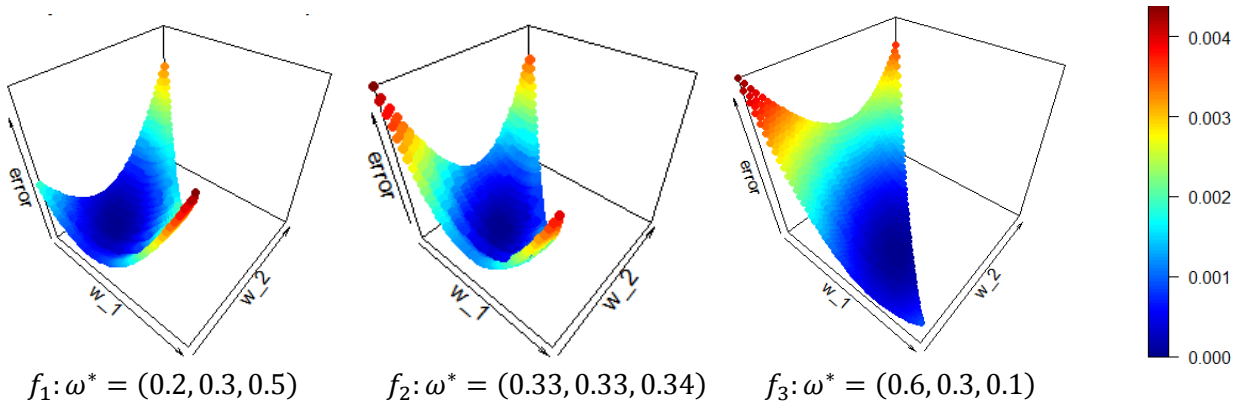 error
w_1
w_2
error
w_1
w_2
error
w_1
w_2
0.004
0.003
0.002
0.001
0.000
f₁: ω* = (0.2, 0.3, 0.5)
f₂: ω* = (0.33, 0.33, 0.34)
f₃: ω* = (0.6, 0.3, 0.1)